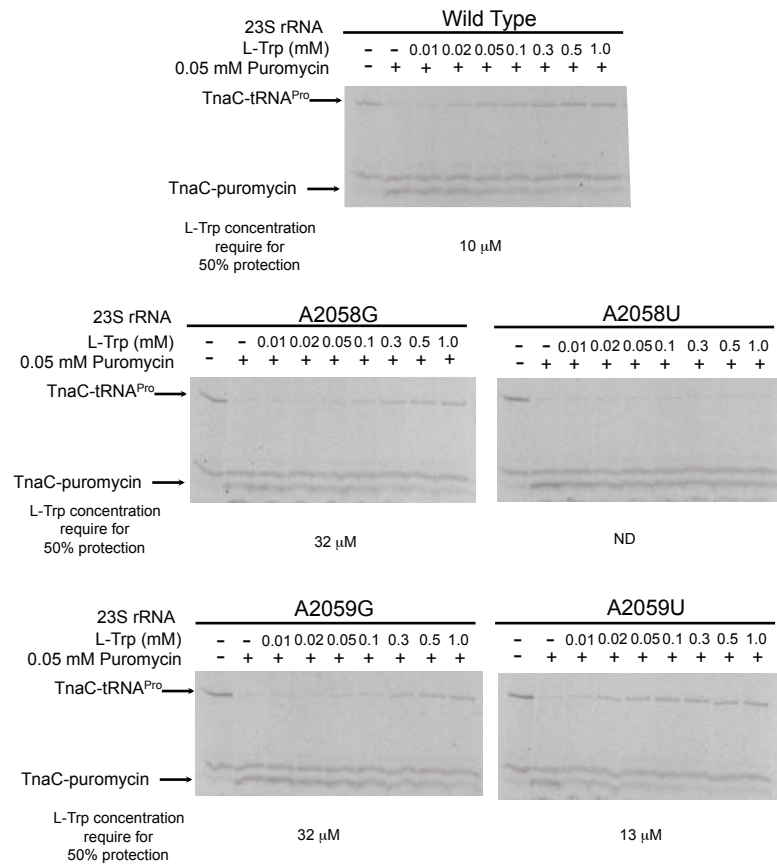 Wild Type
23S rRNA
L-Trp (mM) - - 0.01 0.02 0.05 0.1 0.3 0.5 1.0
0.05 mM Puromycin - + + + + + + + +
TnaC-tRNAPro
TnaC-puromycin
L-Trp concentration
require for
50% protection
10 μM
23S rRNA A2058G A2058U
L-Trp (mM) - - 0.01 0.02 0.05 0.1 0.3 0.5 1.0 - - 0.01 0.02 0.05 0.1 0.3 0.5 1.0
0.05 mM Puromycin - + + + + + + + + - + + + + + + + +
TnaC-tRNAPro
TnaC-puromycin
L-Trp concentration
require for
50% protection
32 μM ND
23S rRNA A2059G A2059U
L-Trp (mM) - - 0.01 0.02 0.05 0.1 0.3 0.5 1.0 - - 0.01 0.02 0.05 0.1 0.3 0.5 1.0
0.05 mM Puromycin - + + + + + + + + - + + + + + + + +
TnaC-tRNAPro
TnaC-puromycin
L-Trp concentration
require for
50% protection
32 μM 13 μM